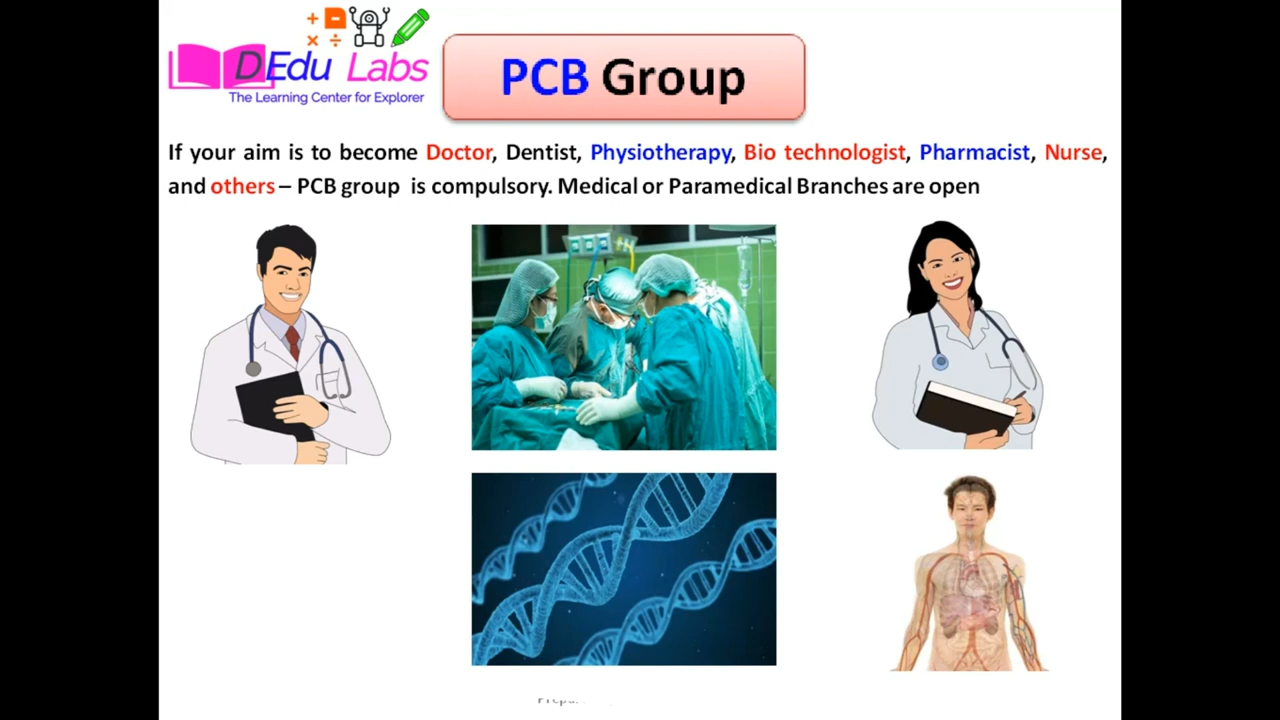 DEdu Labs
The Learning Center for Explorer
PCB Group
If your aim is to become Doctor, Dentist, Physiotherapy, Bio technologist, Pharmacist, Nurse,
and others – PCB group is compulsory. Medical or Paramedical Branches are open